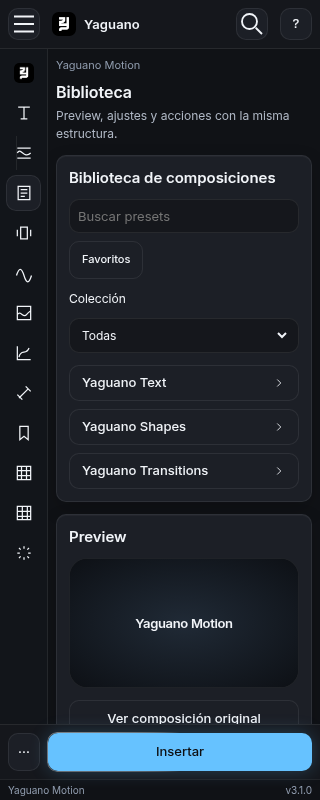 Yaguano
?
Yaguano Motion
Biblioteca
Preview, ajustes y acciones con la misma
estructura.
Biblioteca de composiciones
Buscar presets
Favoritos
Colección
Todas
Yaguano Text
Yaguano Shapes
Yaguano Transitions
Preview
Yaguano Motion
Ver composición original
Insertar
Yaguano Motion
v3.1.0